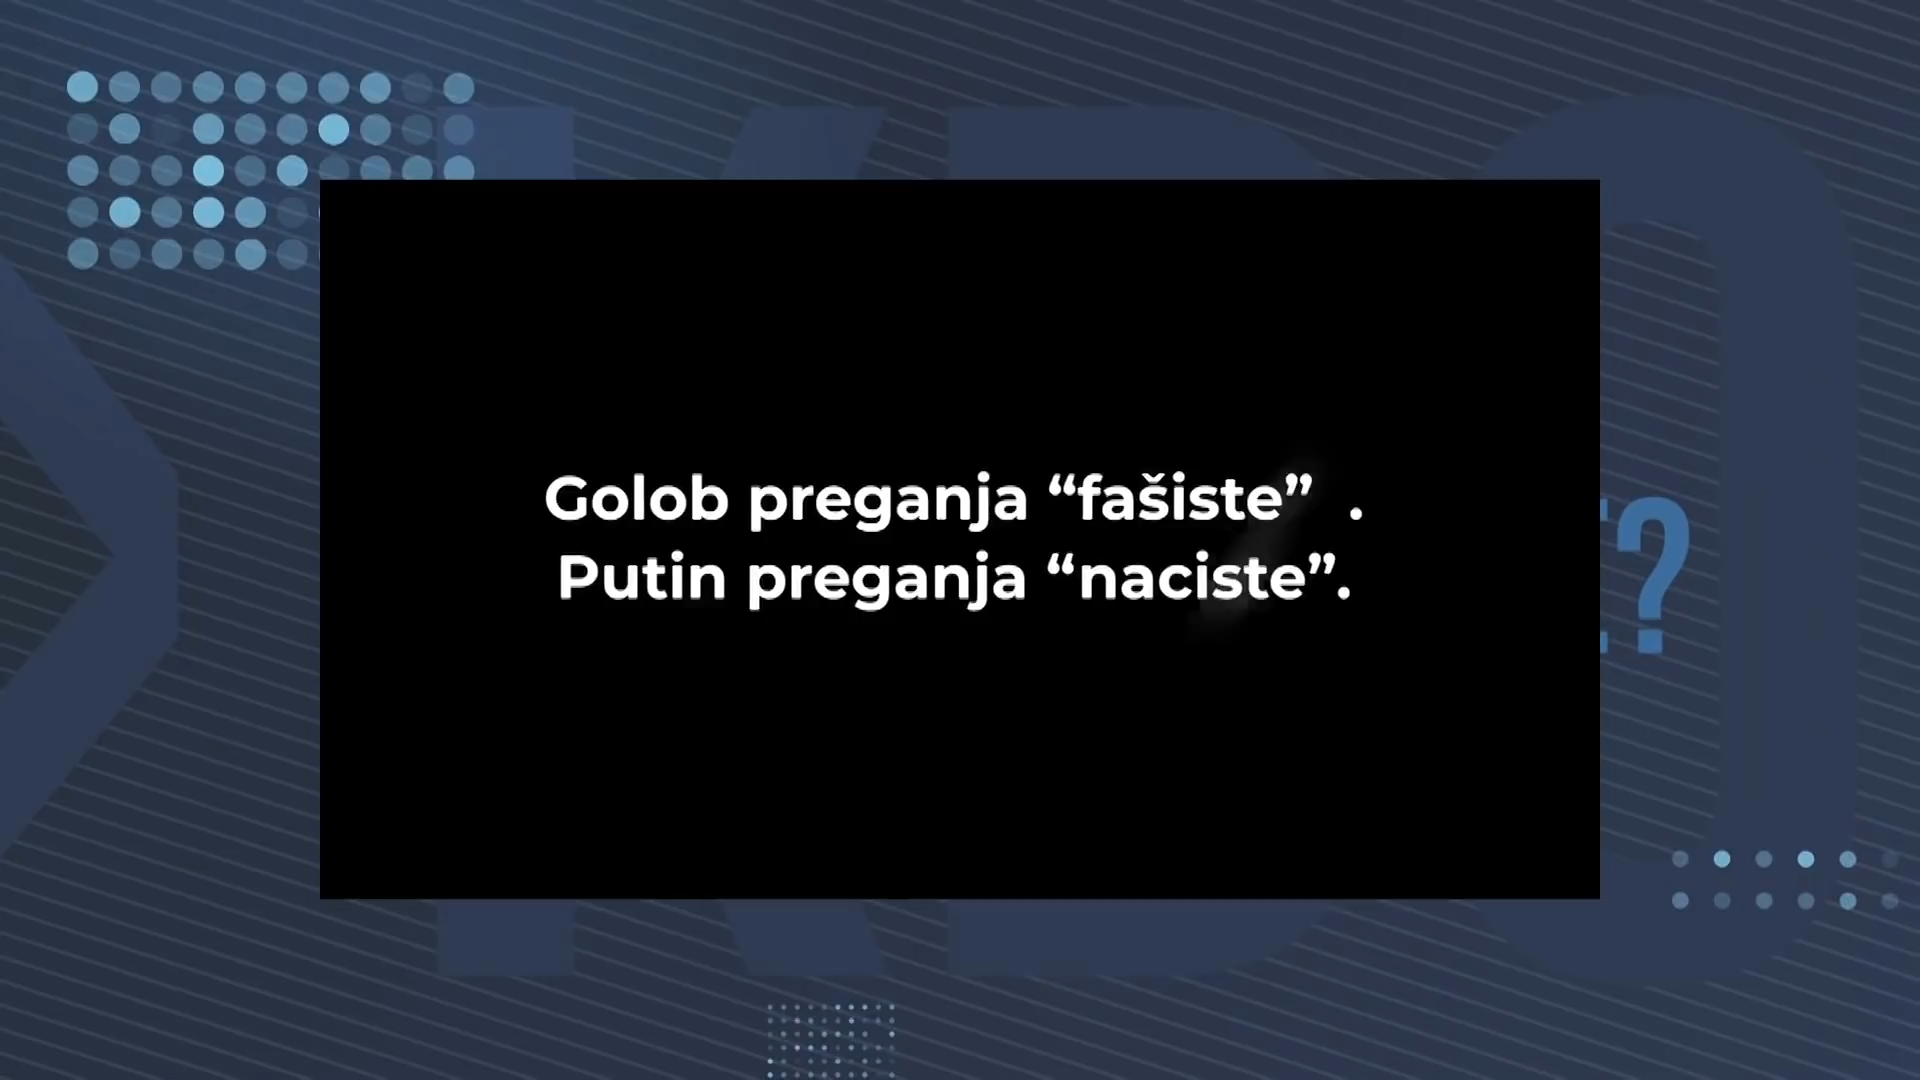 Golob preganja “fašiste” .
Putin preganja “naciste”.
?